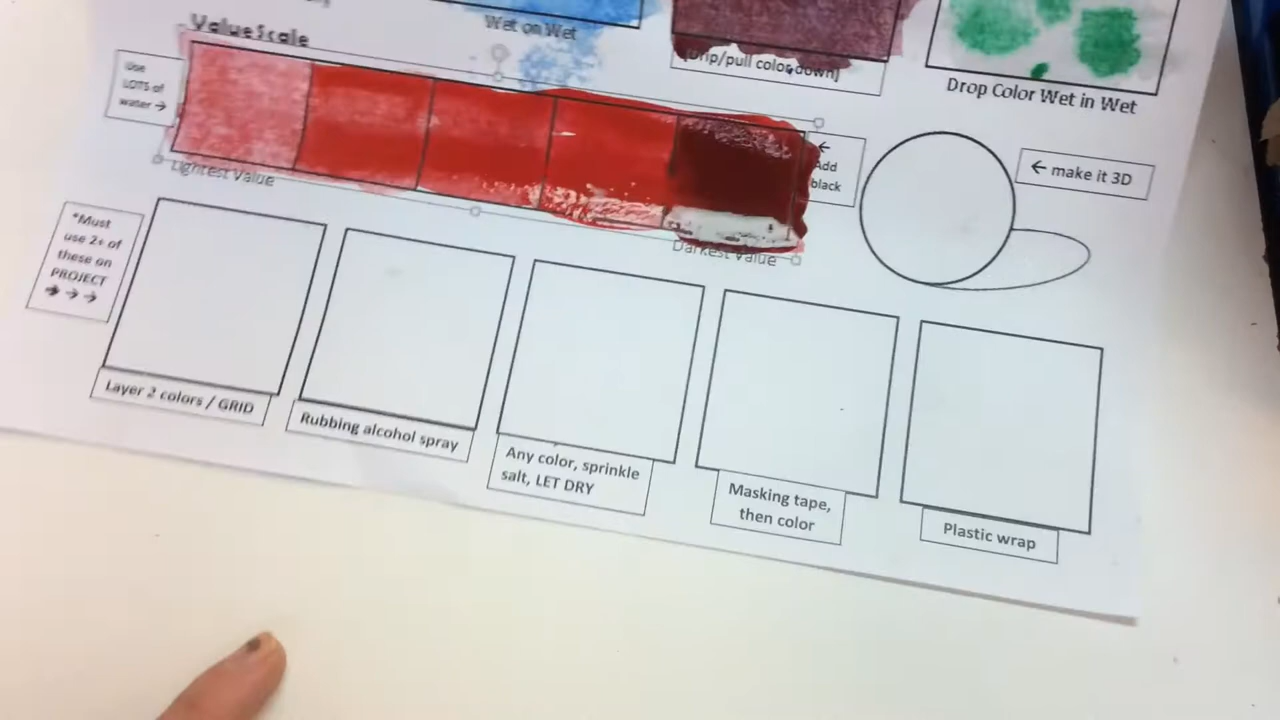 Wet on Wet
[Drip/pull color down]
Drop Color Wet in Wet
Value Scale
Use
LOTS of
water →
←
Add
black
← make it 3D
Lightest Value
Darkest Value
*Must
use 2+ of
these on
PROJECT
→ → →
Layer 2 colors / GRID
Rubbing alcohol spray
Any color, sprinkle
salt, LET DRY
Masking tape,
then color
Plastic wrap